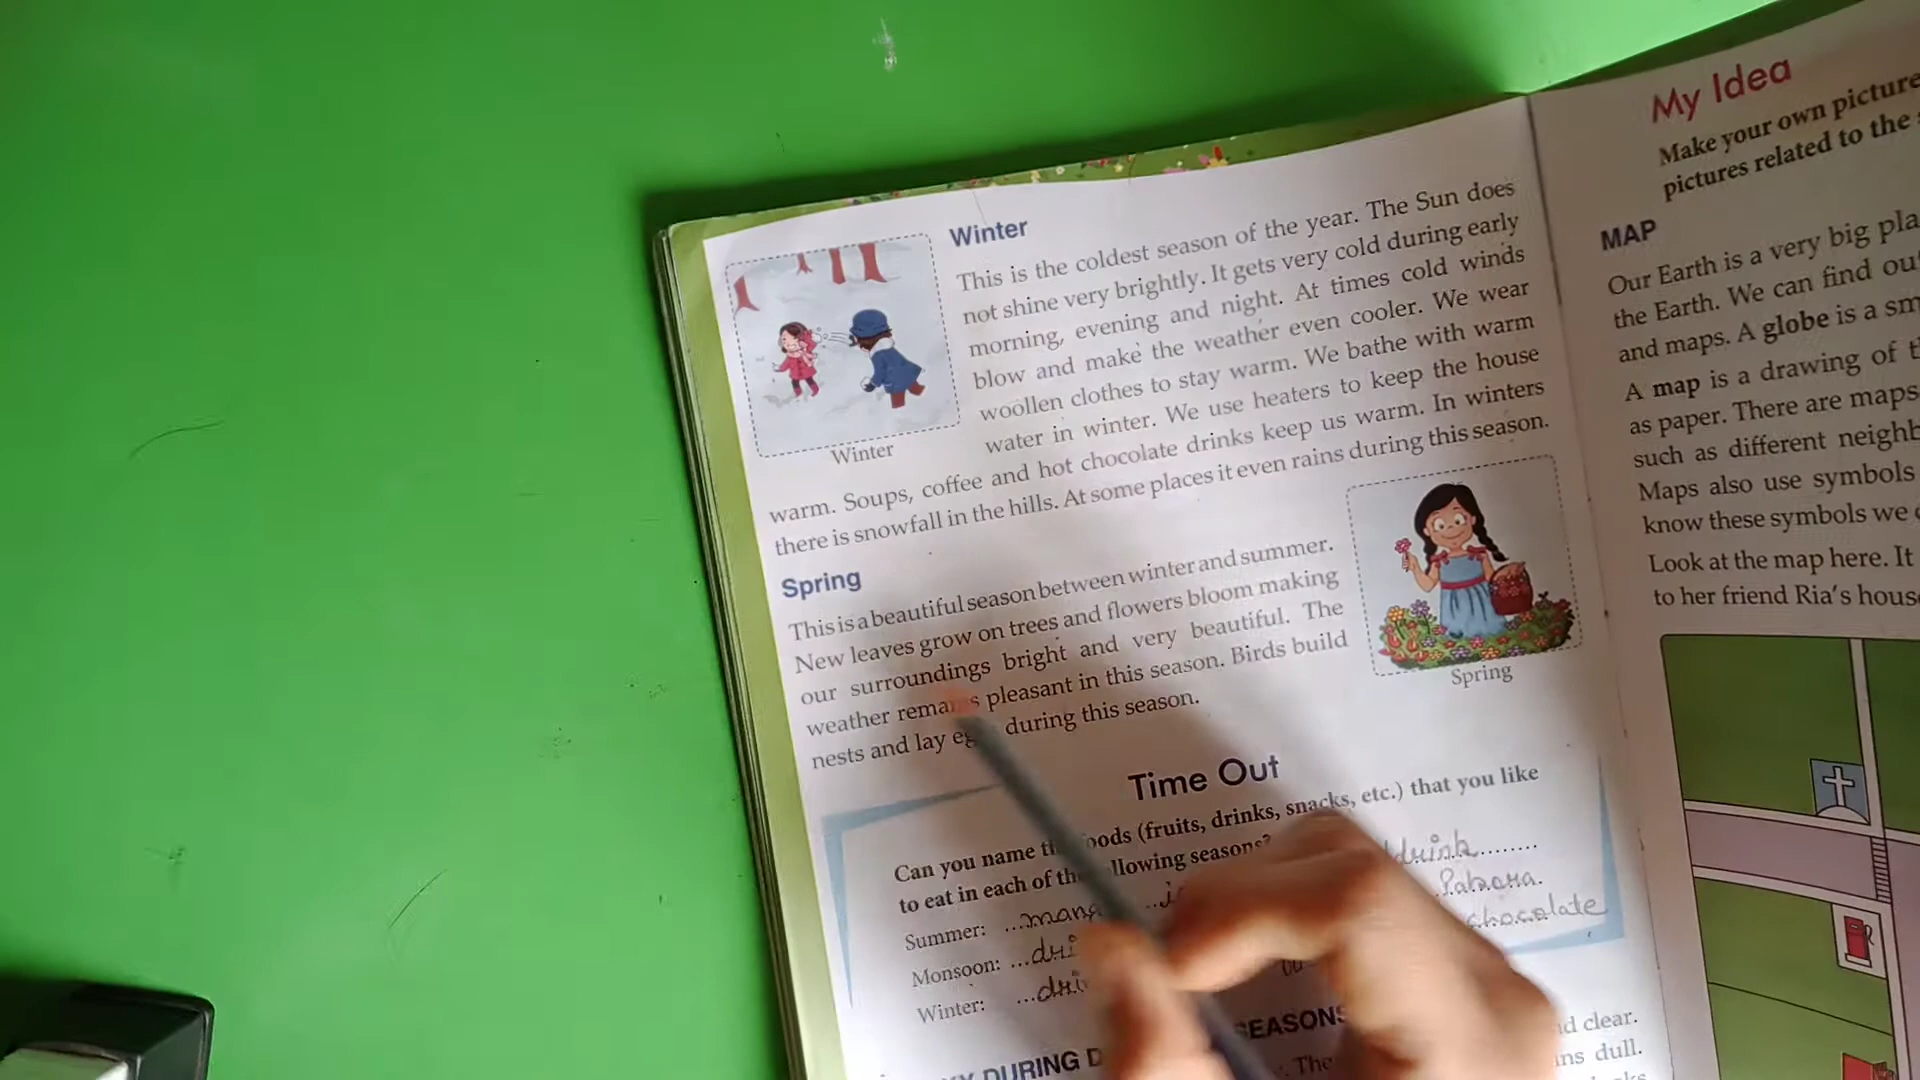 Winter
This is the coldest season of the year. The Sun does
not shine very brightly. It gets very cold during early
morning, evening and night. At times cold winds
blow and make the weather even cooler. We wear
woollen clothes to stay warm. We bathe with warm
water in winter. We use heaters to keep the house
warm. Soups, coffee and hot chocolate drinks keep us warm. In winters
there is snowfall in the hills. At some places it even rains during this season.
Winter
Spring
This is a beautiful season between winter and summer.
New leaves grow on trees and flowers bloom making
our surroundings bright and very beautiful. The
weather remains pleasant in this season. Birds build
nests and lay during this season.
Spring
Time Out
Can you name (fruits, drinks, snacks, etc.) that you like
to eat in each of seasons?
Summer: drink
Monsoon: Pakora.
Winter: chocolate
DURING SEASONS
The clear.
dull.
My Idea
Make your own picture
pictures related to the
MAP
Our Earth is a very big
the Earth. We can find
and maps. A globe is a
A map is a drawing of
as paper. There are maps
such as different
Maps also use symbols
know these symbols we
Look at the map here. It
to her friend Ria's